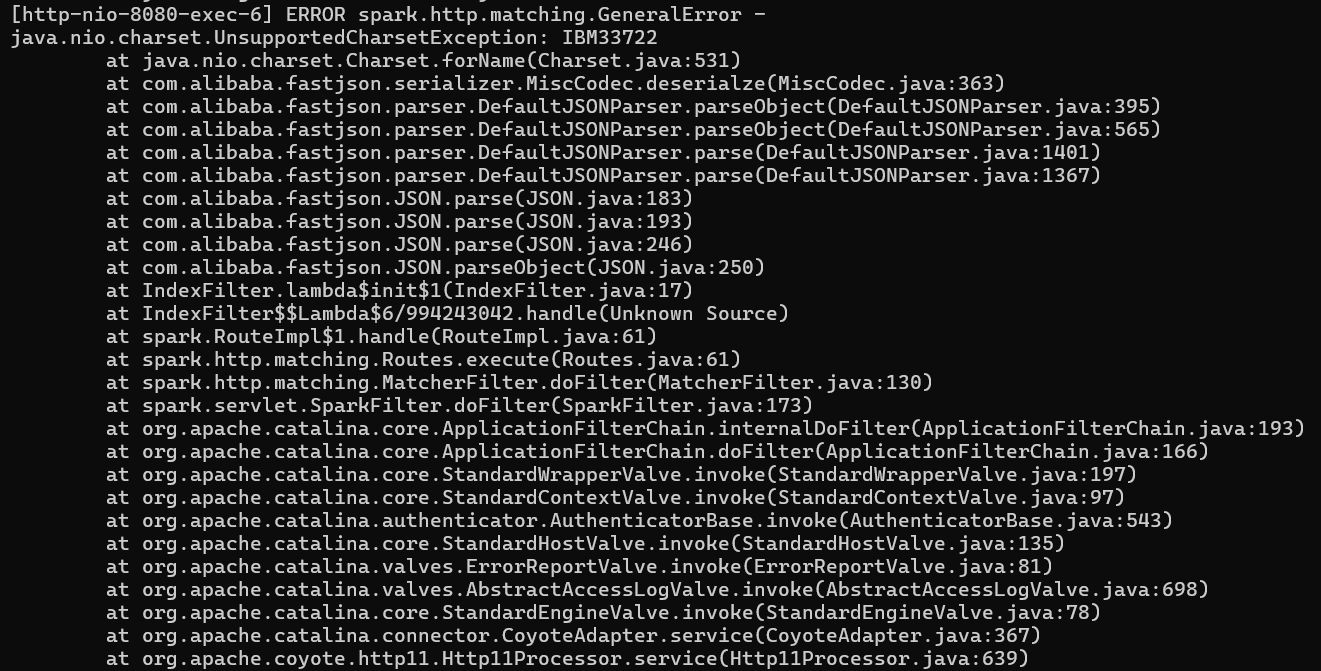 [http-nio-8080-exec-6] ERROR spark.http.matching.GeneralError -
java.nio.charset.UnsupportedCharsetException: IBM33722
at java.nio.charset.Charset.forName(Charset.java:531)
at com.alibaba.fastjson.serializer.MiscCodec.deserialze(MiscCodec.java:363)
at com.alibaba.fastjson.parser.DefaultJSONParser.parseObject(DefaultJSONParser.java:395)
at com.alibaba.fastjson.parser.DefaultJSONParser.parseObject(DefaultJSONParser.java:565)
at com.alibaba.fastjson.parser.DefaultJSONParser.parse(DefaultJSONParser.java:1401)
at com.alibaba.fastjson.parser.DefaultJSONParser.parse(DefaultJSONParser.java:1367)
at com.alibaba.fastjson.JSON.parse(JSON.java:183)
at com.alibaba.fastjson.JSON.parse(JSON.java:193)
at com.alibaba.fastjson.JSON.parse(JSON.java:246)
at com.alibaba.fastjson.JSON.parseObject(JSON.java:250)
at IndexFilter.lambda$init$1(IndexFilter.java:17)
at IndexFilter$$Lambda$6/994243042.handle(Unknown Source)
at spark.RouteImpl$1.handle(RouteImpl.java:61)
at spark.http.matching.Routes.execute(Routes.java:61)
at spark.http.matching.MatcherFilter.doFilter(MatcherFilter.java:130)
at spark.servlet.SparkFilter.doFilter(SparkFilter.java:173)
at org.apache.catalina.core.ApplicationFilterChain.internalDoFilter(ApplicationFilterChain.java:193)
at org.apache.catalina.core.ApplicationFilterChain.doFilter(ApplicationFilterChain.java:166)
at org.apache.catalina.core.StandardWrapperValve.invoke(StandardWrapperValve.java:197)
at org.apache.catalina.core.StandardContextValve.invoke(StandardContextValve.java:97)
at org.apache.catalina.authenticator.AuthenticatorBase.invoke(AuthenticatorBase.java:543)
at org.apache.catalina.core.StandardHostValve.invoke(StandardHostValve.java:135)
at org.apache.catalina.valves.ErrorReportValve.invoke(ErrorReportValve.java:81)
at org.apache.catalina.valves.AbstractAccessLogValve.invoke(AbstractAccessLogValve.java:698)
at org.apache.catalina.core.StandardEngineValve.invoke(StandardEngineValve.java:78)
at org.apache.catalina.connector.CoyoteAdapter.service(CoyoteAdapter.java:367)
at org.apache.coyote.http11.Http11Processor.service(Http11Processor.java:639)